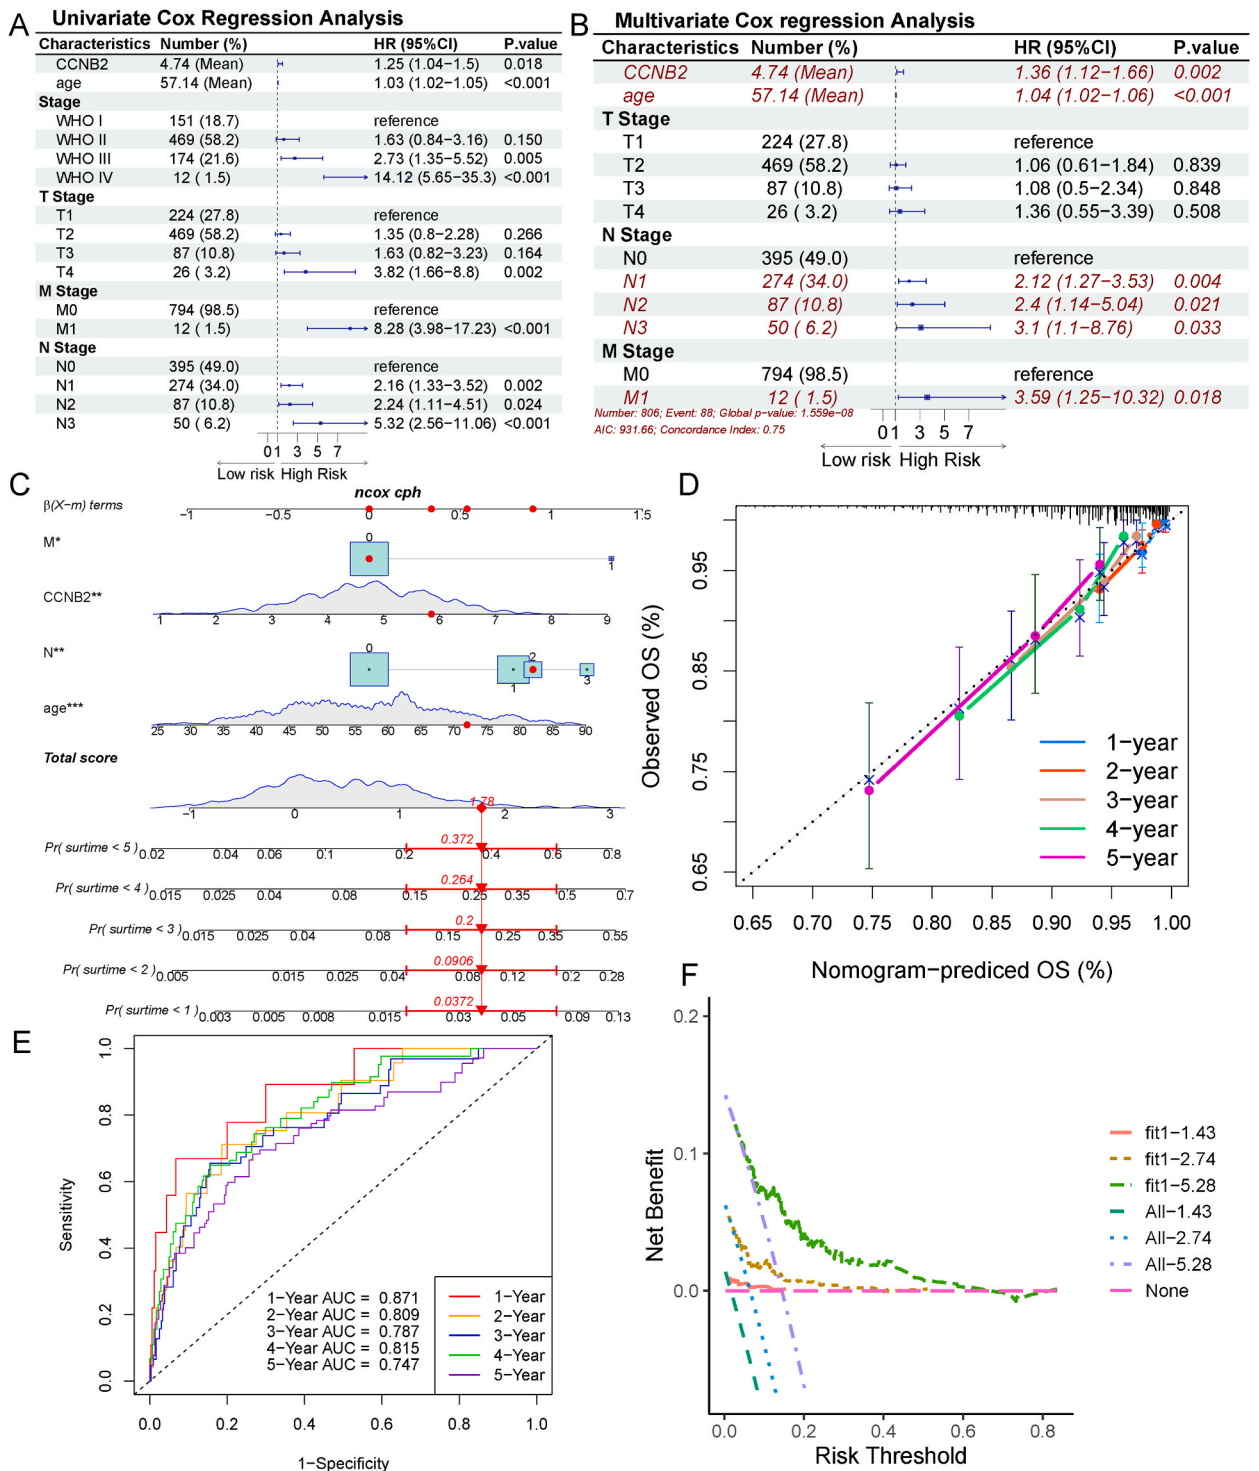 A
Univariate Cox Regression Analysis
Characteristics Number (%) HR (95%CI) P.value
CCNB2 4.74 (Mean) 1.25 (1.04−1.5) 0.018
age 57.14 (Mean) 1.03 (1.02−1.05) <0.001
Stage
WHO I 151 (18.7) reference
WHO II 469 (58.2) 1.63 (0.84−3.16) 0.150
WHO III 174 (21.6) 2.73 (1.35−5.52) 0.005
WHO IV 12 ( 1.5) 14.12 (5.65−35.3) <0.001
T Stage
T1 224 (27.8) reference
T2 469 (58.2) 1.35 (0.8−2.28) 0.266
T3 87 (10.8) 1.63 (0.82−3.23) 0.164
T4 26 ( 3.2) 3.82 (1.66−8.8) 0.002
M Stage
M0 794 (98.5) reference
M1 12 ( 1.5) 8.28 (3.98−17.23) <0.001
N Stage
N0 395 (49.0) reference
N1 274 (34.0) 2.16 (1.33−3.52) 0.002
N2 87 (10.8) 2.24 (1.11−4.51) 0.024
N3 50 ( 6.2) 5.32 (2.56−11.06) <0.001
0 1 3 5 7
Low risk High Risk
B
Multivariate Cox regression Analysis
Characteristics Number (%) HR (95%CI) P.value
CCNB2 4.74 (Mean) 1.36 (1.12−1.66) 0.002
age 57.14 (Mean) 1.04 (1.02−1.06) <0.001
T Stage
T1 224 (27.8) reference
T2 469 (58.2) 1.06 (0.61−1.84) 0.839
T3 87 (10.8) 1.08 (0.5−2.34) 0.848
T4 26 ( 3.2) 1.36 (0.55−3.39) 0.508
N Stage
N0 395 (49.0) reference
N1 274 (34.0) 2.12 (1.27−3.53) 0.004
N2 87 (10.8) 2.4 (1.14−5.04) 0.021
N3 50 ( 6.2) 3.1 (1.1−8.76) 0.033
M Stage
M0 794 (98.5) reference
M1 12 ( 1.5) 3.59 (1.25−10.32) 0.018
Number: 806; Event: 88; Global p-value: 1.559e−08
AIC: 931.66; Concordance Index: 0.75
0 1 3 5 7
Low risk High Risk
C
ncox cph
β(X−m) terms
−1 −0.5 0 0.5 1 1.5
M*
0
1
CCNB2**
1 2 3 4 5 6 7 8 9
N**
0
2
1 3
age***
25 30 35 40 45 50 55 60 65 70 75 80 85 90
Total score
1.78
−1 0 1 2 3
0.372
Pr( surtime < 5 ) 0.02 0.04 0.06 0.1 0.2 0.4 0.6 0.8
0.264
Pr( surtime < 4 ) 0.015 0.025 0.04 0.08 0.15 0.25 0.35 0.5 0.7
0.2
Pr( surtime < 3 ) 0.015 0.025 0.04 0.08 0.15 0.25 0.35 0.55
0.0906
Pr( surtime < 2 ) 0.005 0.015 0.025 0.04 0.08 0.12 0.2 0.28
0.0372
Pr( surtime < 1 ) 0.003 0.005 0.008 0.015 0.03 0.05 0.09 0.13
D
Observed OS (%)
0.95
0.85
0.75
0.65
1−year
2−year
3−year
4−year
5−year
0.65 0.70 0.75 0.80 0.85 0.90 0.95 1.00
Nomogram−prediced OS (%)
E
Sensitivity
1.0
0.8
0.6
0.4
0.2
0.0
1−Year AUC = 0.871
2−Year AUC = 0.809
3−Year AUC = 0.787
4−Year AUC = 0.815
5−Year AUC = 0.747
1−Year
2−Year
3−Year
4−Year
5−Year
0.0 0.2 0.4 0.6 0.8 1.0
1−Specificity
F
Net Benefit
0.2
0.1
0.0
fit1−1.43
fit1−2.74
fit1−5.28
All−1.43
All−2.74
All−5.28
None
0.0 0.2 0.4 0.6 0.8
Risk Threshold